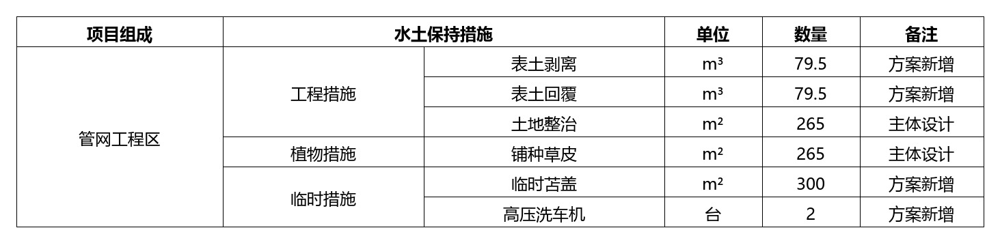 项目组成 水土保持措施 单位 数量 备注
管网工程区 工程措施 表土剥离 m³ 79.5 方案新增
表土回覆 m³ 79.5 方案新增
土地整治 m² 265 主体设计
植物措施 铺种草皮 m² 265 主体设计
临时措施 临时苫盖 m² 300 方案新增
高压洗车机 台 2 方案新增